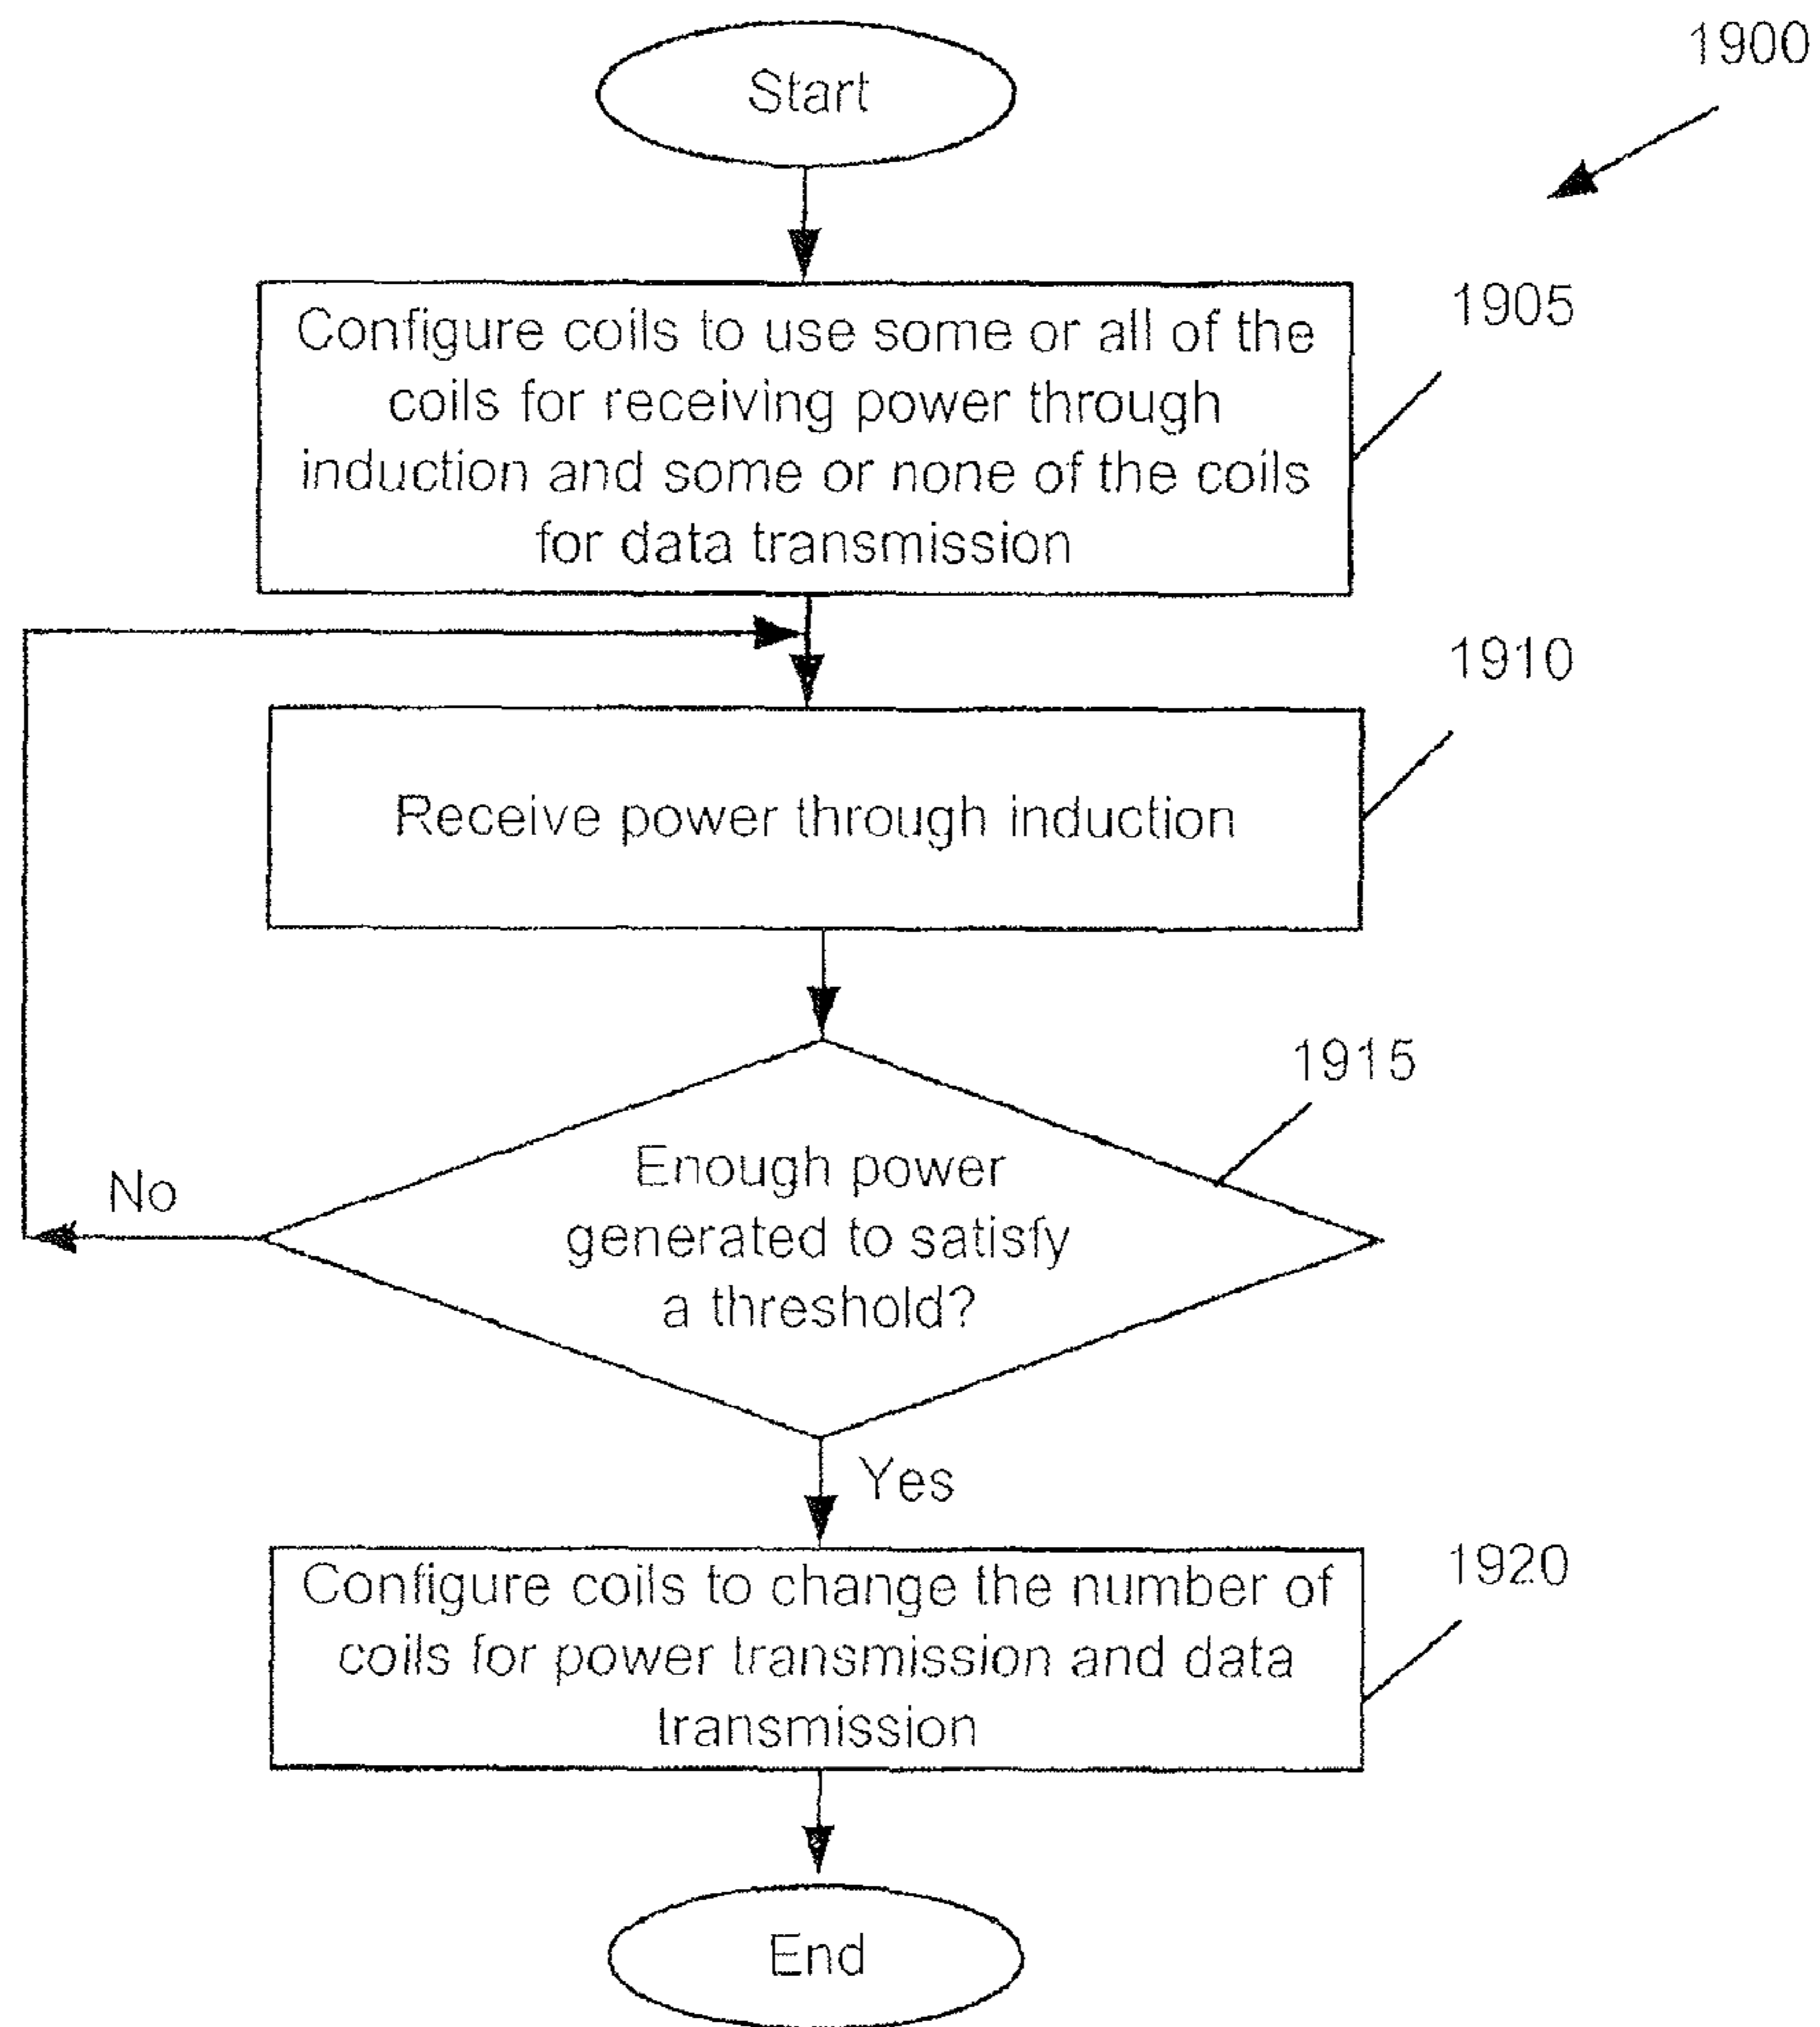 1900
Start
1905
Configure coils to use some or all of the
coils for receiving power through
induction and some or none of the coils
for data transmission
1910
Receive power through induction
1915
Enough power
generated to satisfy
a threshold?
No
Yes
1920
Configure coils to change the number of
coils for power transmission and data
transmission
End